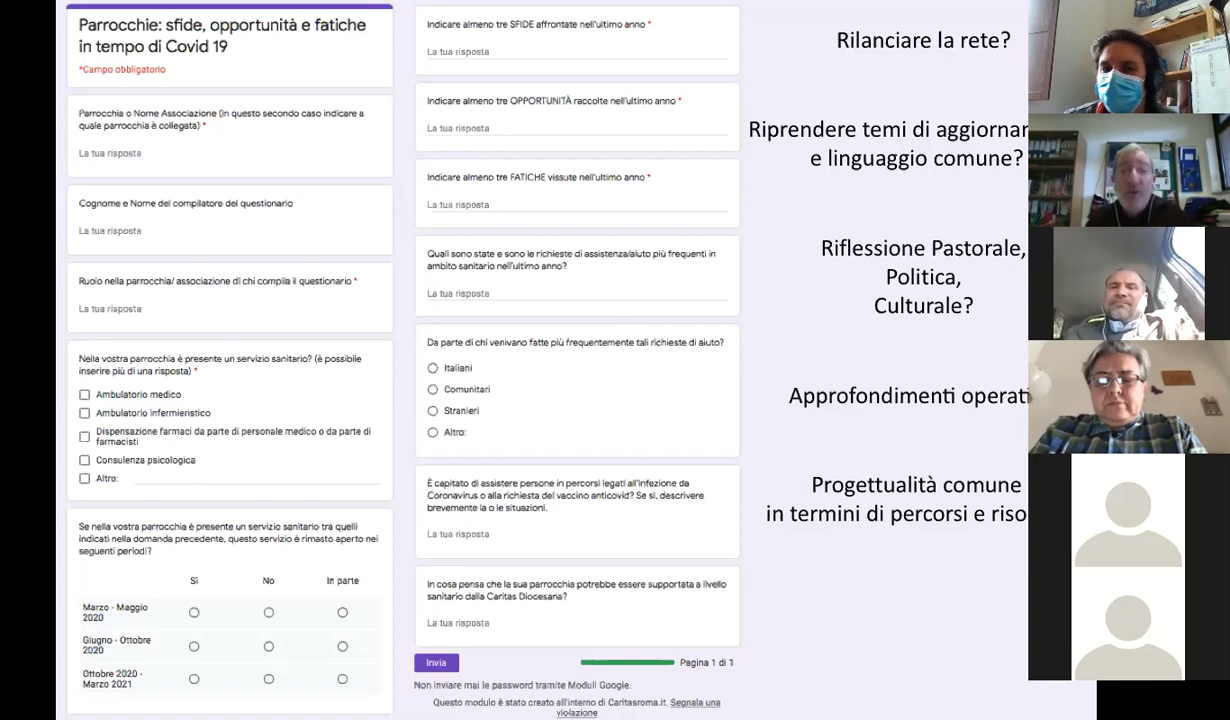 Parrocchie: sfide, opportunità e fatiche
in tempo di Covid 19
*Campo obbligatorio
Parrocchia o Nome Associazione (in questo secondo caso indicare a
quale parrocchia è collegata) *
La tua risposta
Cognome e Nome del compilatore del questionario
La tua risposta
Ruolo nella parrocchia/ associazione di chi compila il questionario *
La tua risposta
Nella vostra parrocchia è presente un servizio sanitario? (è possibile
inserire più di una risposta) *
Ambulatorio medico
Ambulatorio infermieristico
Dispensazione farmaci da parte di personale medico o da parte di
farmacisti
Consulenza psicologica
Altro:
Se nella vostra parrocchia è presente un servizio sanitario tra quelli
indicati nella domanda precedente, questo servizio è rimasto aperto nei
seguenti periodi?
Sì No In parte
Marzo - Maggio
2020
Giugno - Ottobre
2020
Ottobre 2020 -
Marzo 2021
Indicare almeno tre SFIDE affrontate nell'ultimo anno *
La tua risposta
Indicare almeno tre OPPORTUNITÀ raccolte nell'ultimo anno *
La tua risposta
Indicare almeno tre FATICHE vissute nell'ultimo anno *
La tua risposta
Quali sono state e sono le richieste di assistenza/aiuto più frequenti in
ambito sanitario nell'ultimo anno?
La tua risposta
Da parte di chi venivano fatte più frequentemente tali richieste di aiuto?
Italiani
Comunitari
Stranieri
Altro:
È capitato di assistere persone in percorsi legati all'infezione da
Coronavirus o alla richiesta del vaccino anticovid? Se si, descrivere
brevemente la o le situazioni.
La tua risposta
In cosa pensa che la sua parrocchia potrebbe essere supportata a livello
sanitario dalla Caritas Diocesana?
La tua risposta
Invia
Pagina 1 di 1
Non inviare mai le password tramite Moduli Google.
Questo modulo è stato creato all'interno di Caritasroma.it. Segnala una
violazione
Rilanciare la rete?
Riprendere temi di aggiornar
e linguaggio comune?
Riflessione Pastorale,
Politica,
Culturale?
Approfondimenti operati
Progettualità comune
in termini di percorsi e riso